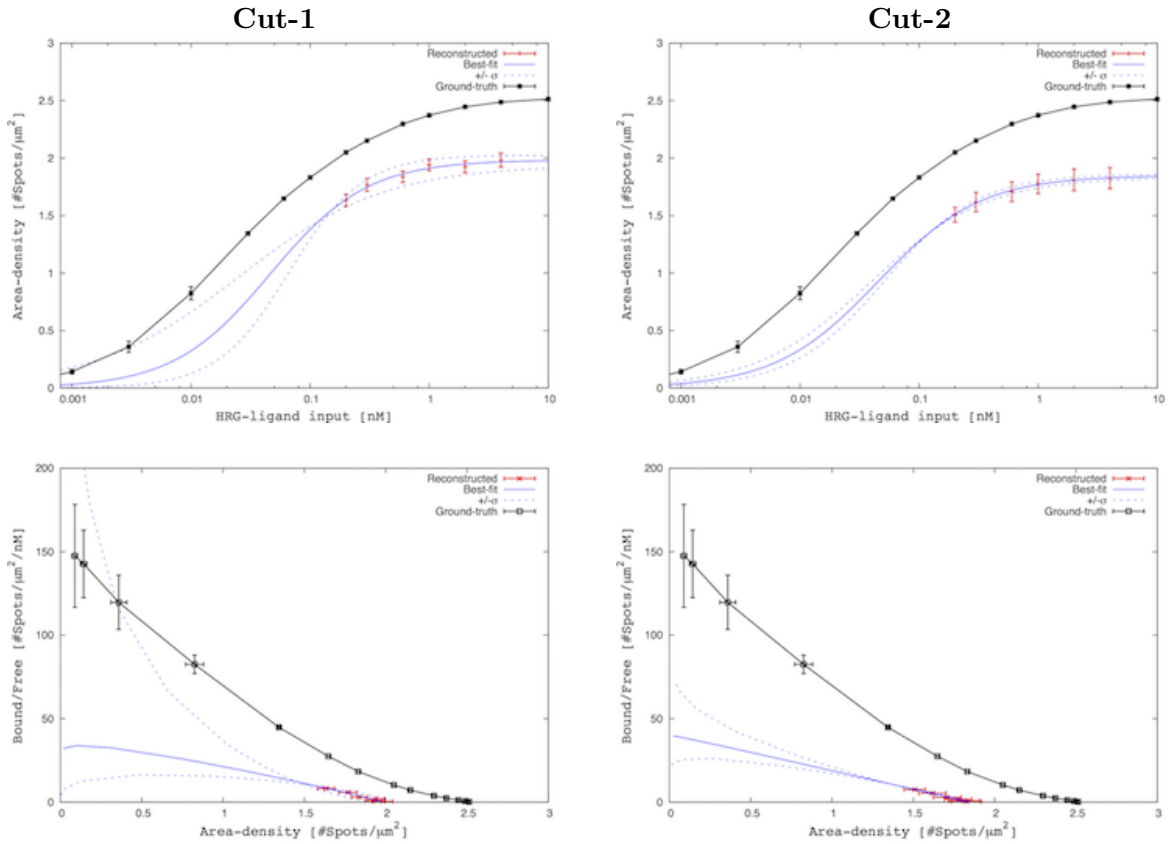 Cut-1
Cut-2
3
2.5
2
1.5
1
0.5
0
Area-density [#Spots/μm²]
0.001
0.01
0.1
1
10
HRG-ligand input [nM]
Reconstructed
Best-fit
+/- σ
Ground-truth
3
2.5
2
1.5
1
0.5
0
Area-density [#Spots/μm²]
0.001
0.01
0.1
1
10
HRG-ligand input [nM]
Reconstructed
Best-fit
+/- σ
Ground-truth
200
150
100
50
0
Bound/Free [#Spots/μm²/nM]
0
0.5
1
1.5
2
2.5
3
Area-density [#Spots/μm²]
Reconstructed
Best-fit
+/-σ
Ground-truth
200
150
100
50
0
Bound/Free [#Spots/μm²/nM]
0
0.5
1
1.5
2
2.5
3
Area-density [#Spots/μm²]
Reconstructed
Best-fit
+/-σ
Ground-truth